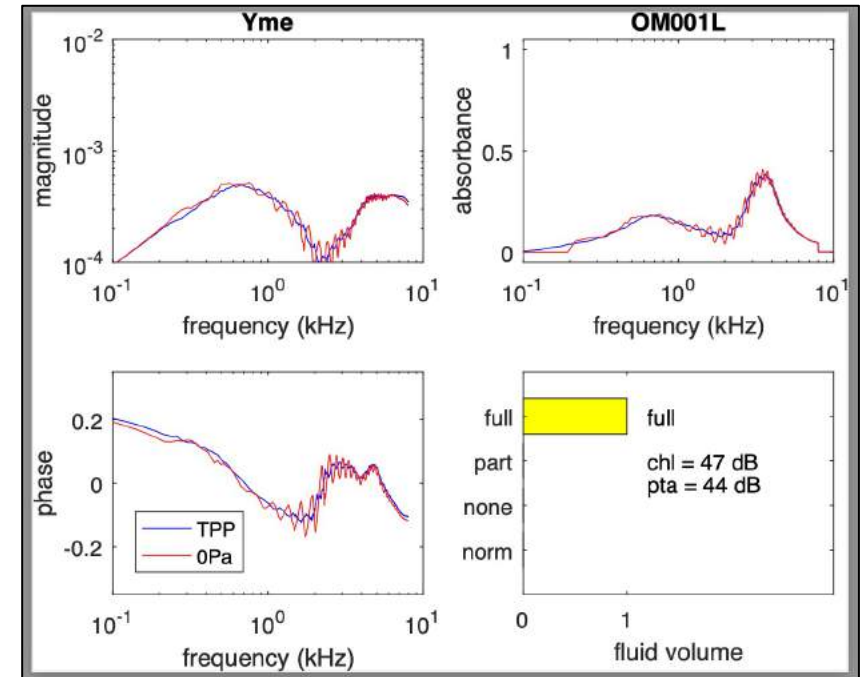 Yme
10^-2
10^-3
10^-4
magnitude
10^-1
10^0
10^1
frequency (kHz)
OM001L
1
0.5
0
absorbance
10^-1
10^0
10^1
frequency (kHz)
0.2
0
-0.2
phase
TPP
0Pa
10^-1
10^0
10^1
frequency (kHz)
full
part
none
norm
full
chl = 47 dB
pta = 44 dB
0
1
fluid volume